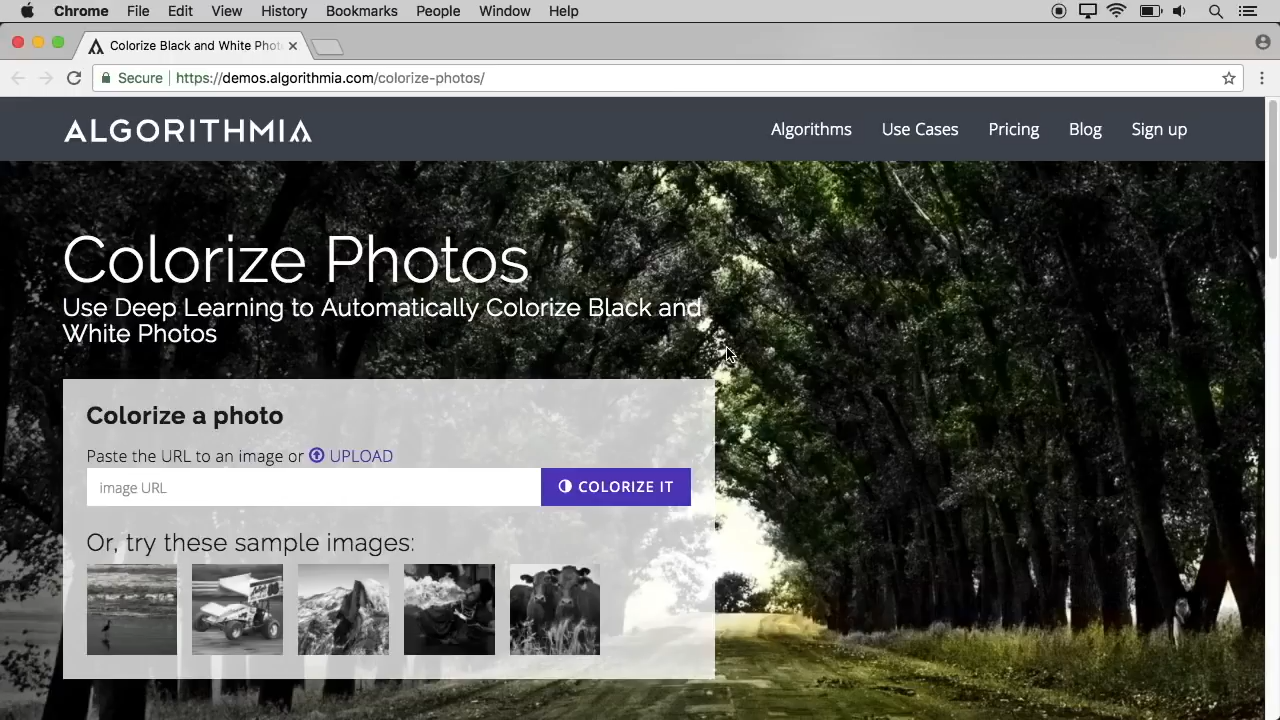 Chrome File Edit View History Bookmarks People Window Help
Colorize Black and White Phot
Secure https://demos.algorithmia.com/colorize-photos/
ALGORITHMIA Algorithms Use Cases Pricing Blog Sign up
Colorize Photos
Use Deep Learning to Automatically Colorize Black and
White Photos
Colorize a photo
Paste the URL to an image or UPLOAD
image URL COLORIZE IT
Or, try these sample images: